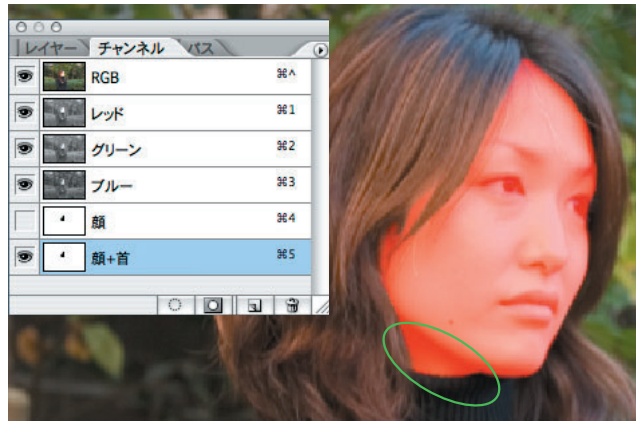 レイヤー チャンネル パス
RGB ⌘^
レッド ⌘1
グリーン ⌘2
ブルー ⌘3
顔 ⌘4
顔+首 ⌘5